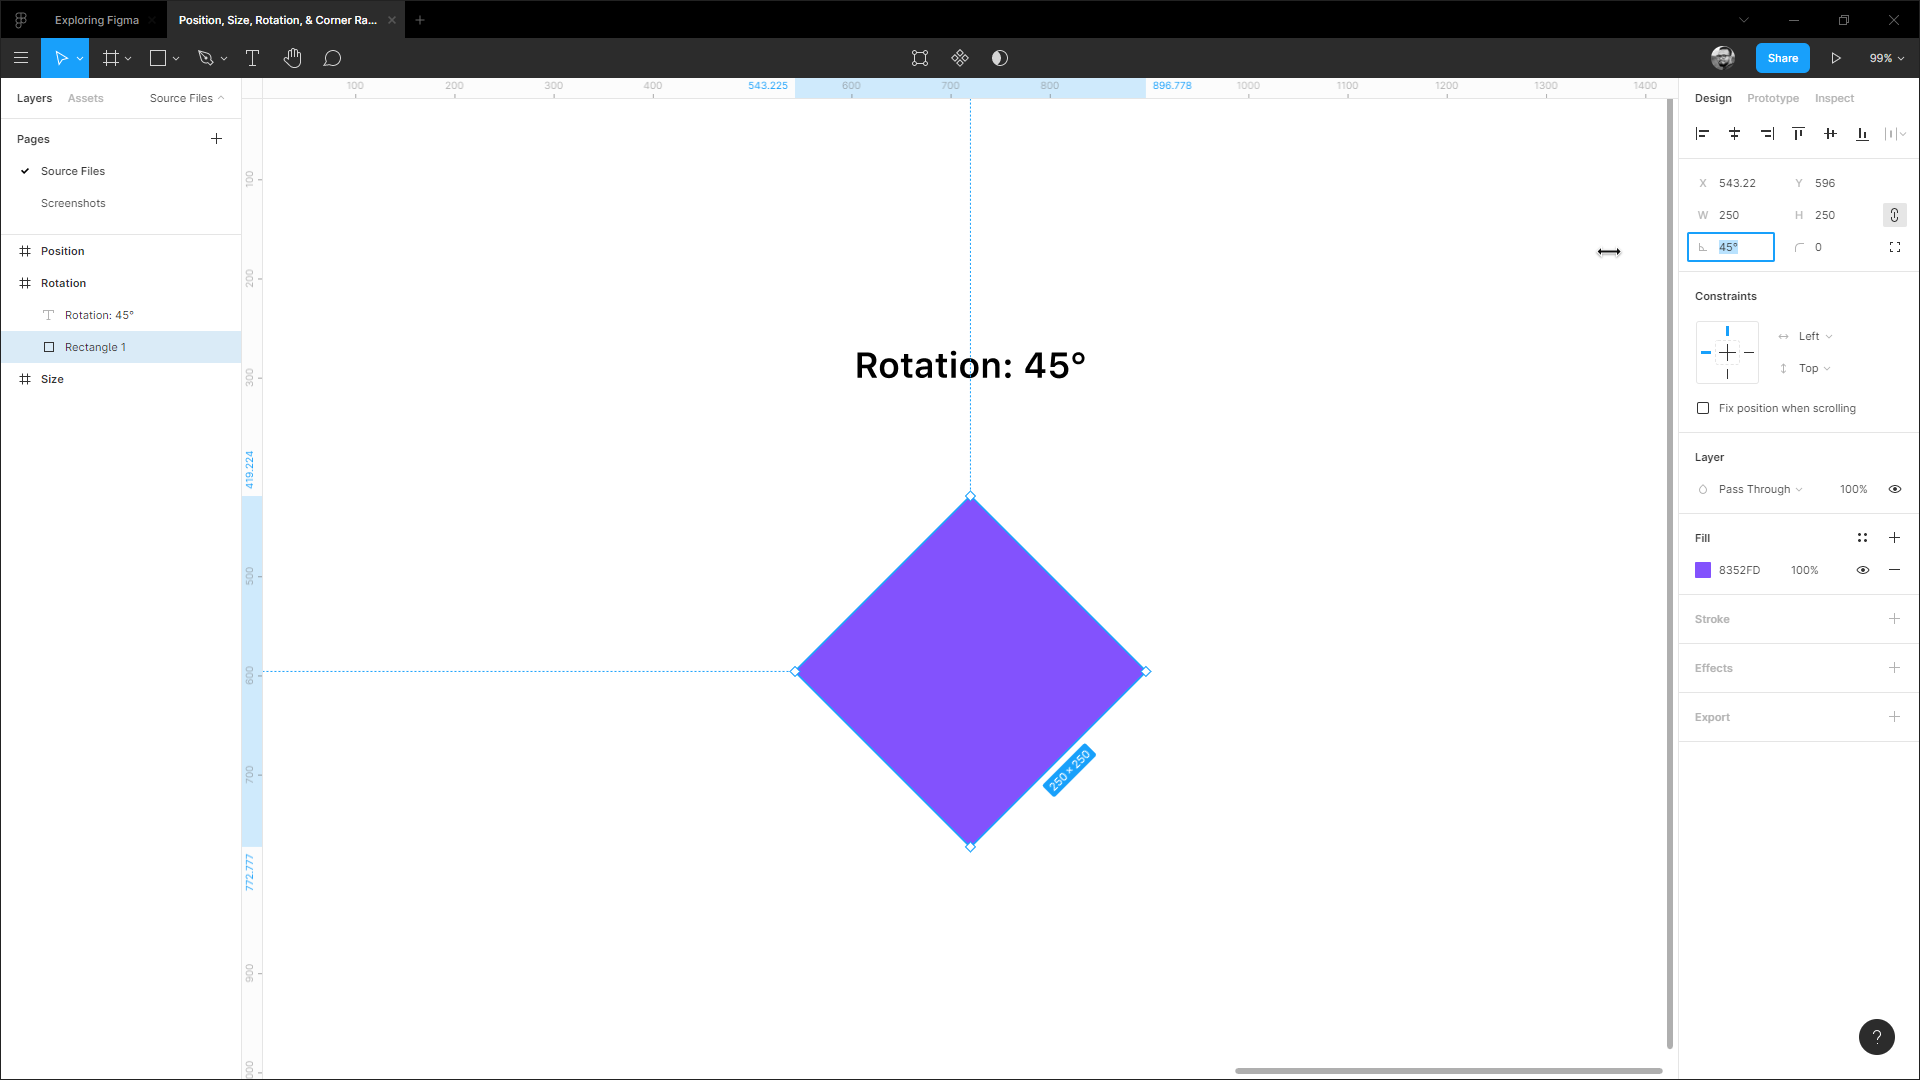 Exploring Figma
Position, Size, Rotation, & Corner Ra...
Share
99%
Layers
Assets
Source Files
Pages
Source Files
Screenshots
Position
Rotation
Rotation: 45°
Rectangle 1
Size
100
200
300
400
543.225
600
700
800
896.778
1000
1100
1200
1300
1400
100
200
300
419.224
500
600
700
772.777
900
000
Rotation: 45°
250 × 250
Design
Prototype
Inspect
X 543.22
Y 596
W 250
H 250
45°
0
Constraints
Left
Top
Fix position when scrolling
Layer
Pass Through
100%
Fill
8352FD
100%
Stroke
Effects
Export
?